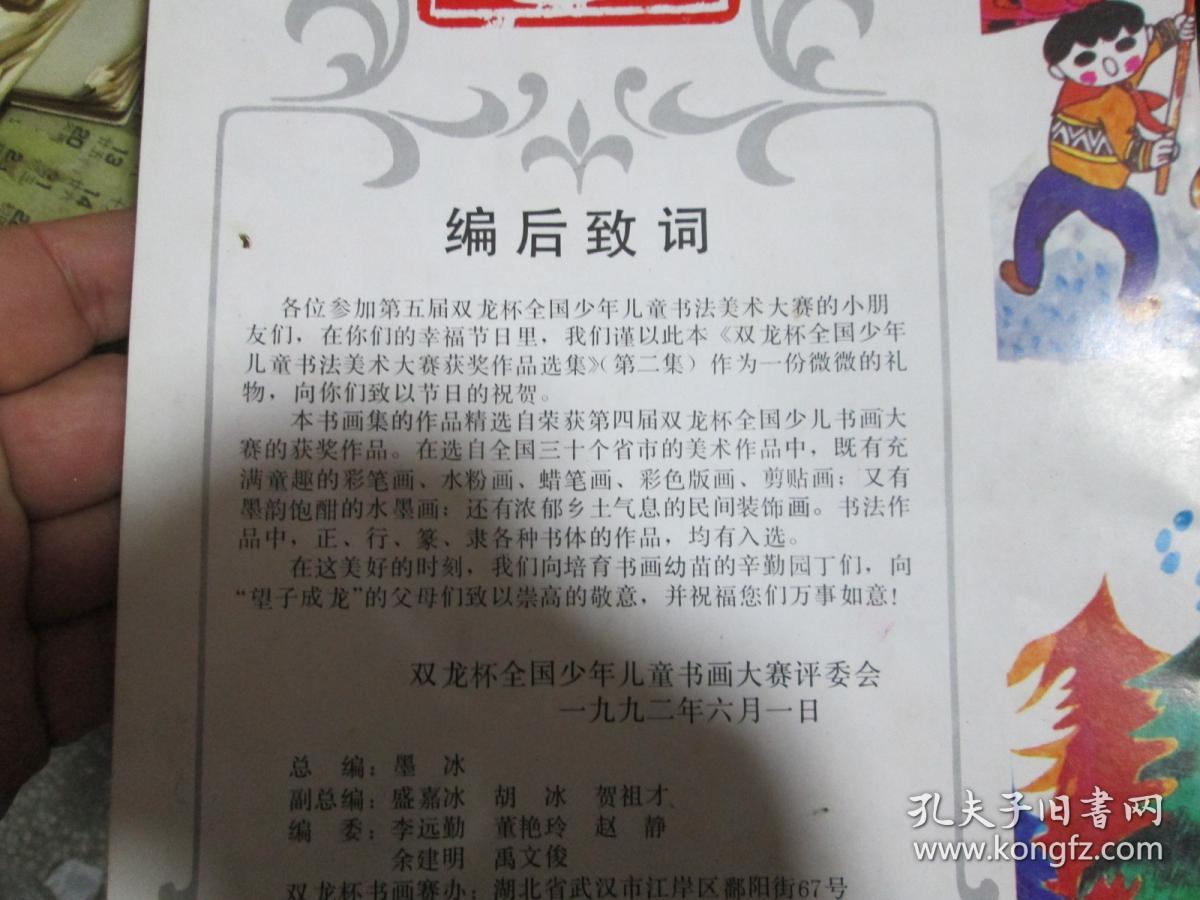 编后致词
各位参加第五届双龙杯全国少年儿童书法美术大赛的小朋
友们，在你们的幸福节日里，我们谨以此本《双龙杯全国少年
儿童书法美术大赛获奖作品选集》（第二集）作为一份微微的礼
物，向你们致以节日的祝贺。
本书画集的作品精选自荣获第四届双龙杯全国少儿书画大
赛的获奖作品。在选自全国三十个省市的美术作品中，既有充
满童趣的彩笔画、水粉画、蜡笔画、彩色版画、剪贴画；又有
墨韵饱酣的水墨画；还有浓郁乡土气息的民间装饰画。书法作
品中，正、行、篆、隶各种书体的作品，均有入选。
在这美好的时刻，我们向培育书画幼苗的辛勤园丁们，向
“望子成龙”的父母们致以崇高的敬意，并祝福您们万事如意！
双龙杯全国少年儿童书画大赛评委会
一九九二年六月一日
总 编：墨 冰
副总编：盛嘉冰 胡 冰 贺祖才
编 委：李远勤 董艳玲 赵 静
余建明 禹文俊
双龙杯书画赛办：湖北省武汉市江岸区鄱阳街67号
孔夫子旧书网
www.kongfz.com
13
20
14
21